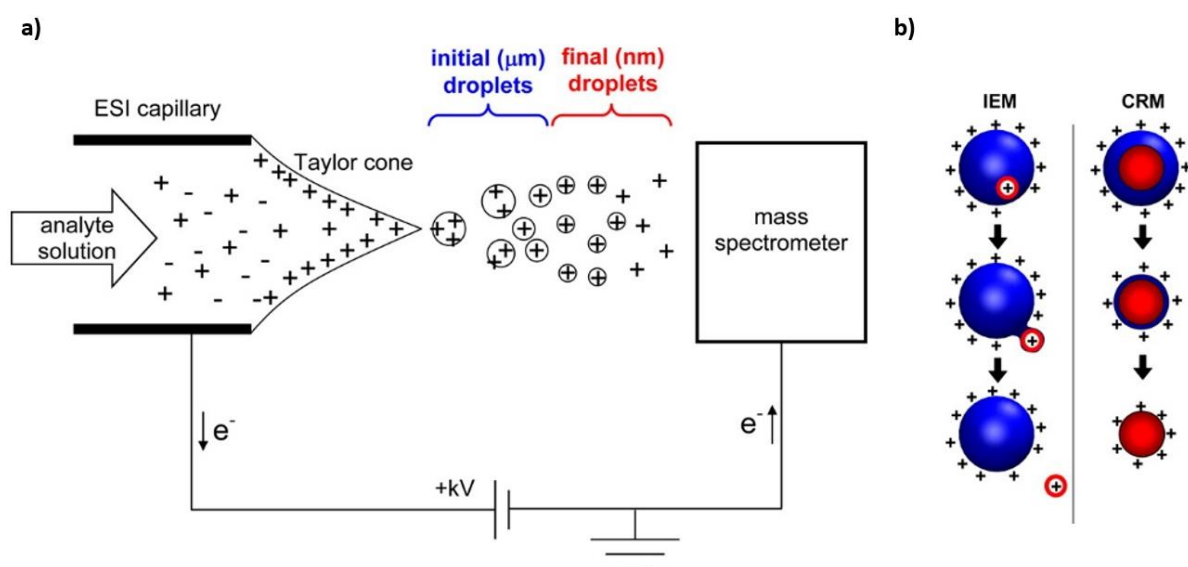 a)
b)
initial (μm)
droplets
final (nm)
droplets
ESI capillary
Taylor cone
analyte
solution
mass
spectrometer
e⁻
e⁻
+kV
IEM
CRM